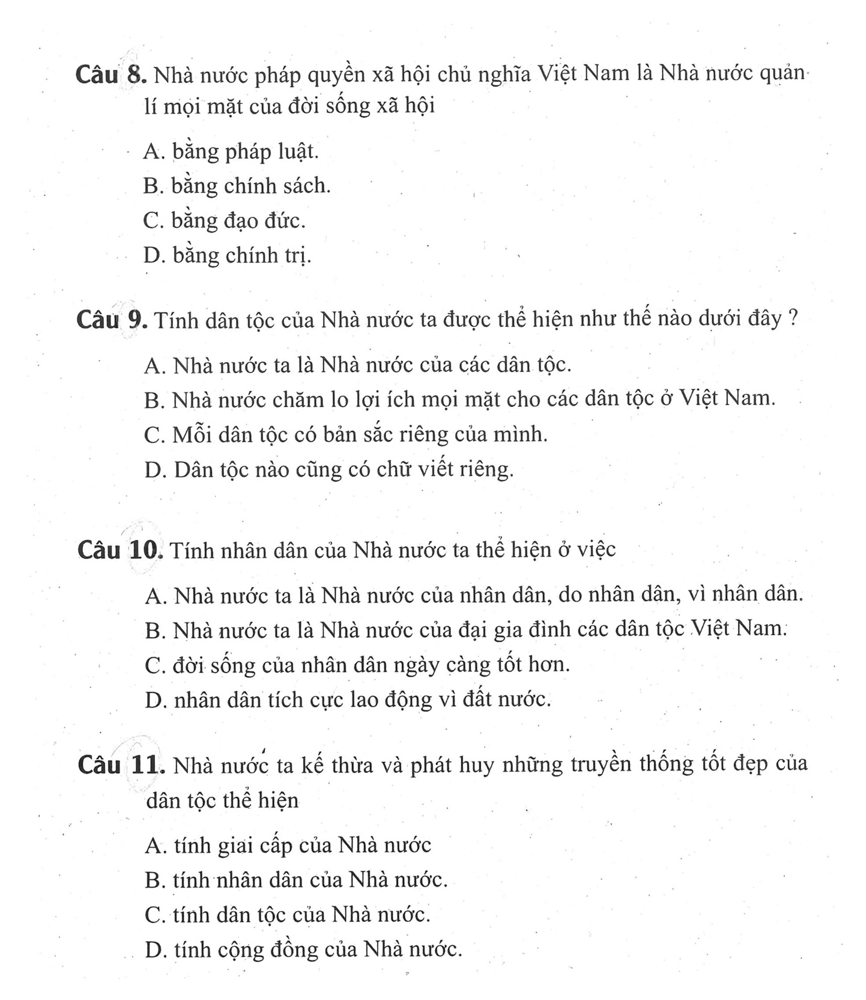 Câu 8. Nhà nước pháp quyền xã hội chủ nghĩa Việt Nam là Nhà nước quản
lí mọi mặt của đời sống xã hội
A. bằng pháp luật.
B. bằng chính sách.
C. bằng đạo đức.
D. bằng chính trị.
Câu 9. Tính dân tộc của Nhà nước ta được thể hiện như thế nào dưới đây ?
A. Nhà nước ta là Nhà nước của các dân tộc.
B. Nhà nước chăm lo lợi ích mọi mặt cho các dân tộc ở Việt Nam.
C. Mỗi dân tộc có bản sắc riêng của mình.
D. Dân tộc nào cũng có chữ viết riêng.
Câu 10. Tính nhân dân của Nhà nước ta thể hiện ở việc
A. Nhà nước ta là Nhà nước của nhân dân, do nhân dân, vì nhân dân.
B. Nhà nước ta là Nhà nước của đại gia đình các dân tộc Việt Nam.
C. đời sống của nhân dân ngày càng tốt hơn.
D. nhân dân tích cực lao động vì đất nước.
Câu 11. Nhà nước ta kế thừa và phát huy những truyền thống tốt đẹp của
dân tộc thể hiện
A. tính giai cấp của Nhà nước
B. tính nhân dân của Nhà nước.
C. tính dân tộc của Nhà nước.
D. tính cộng đồng của Nhà nước.